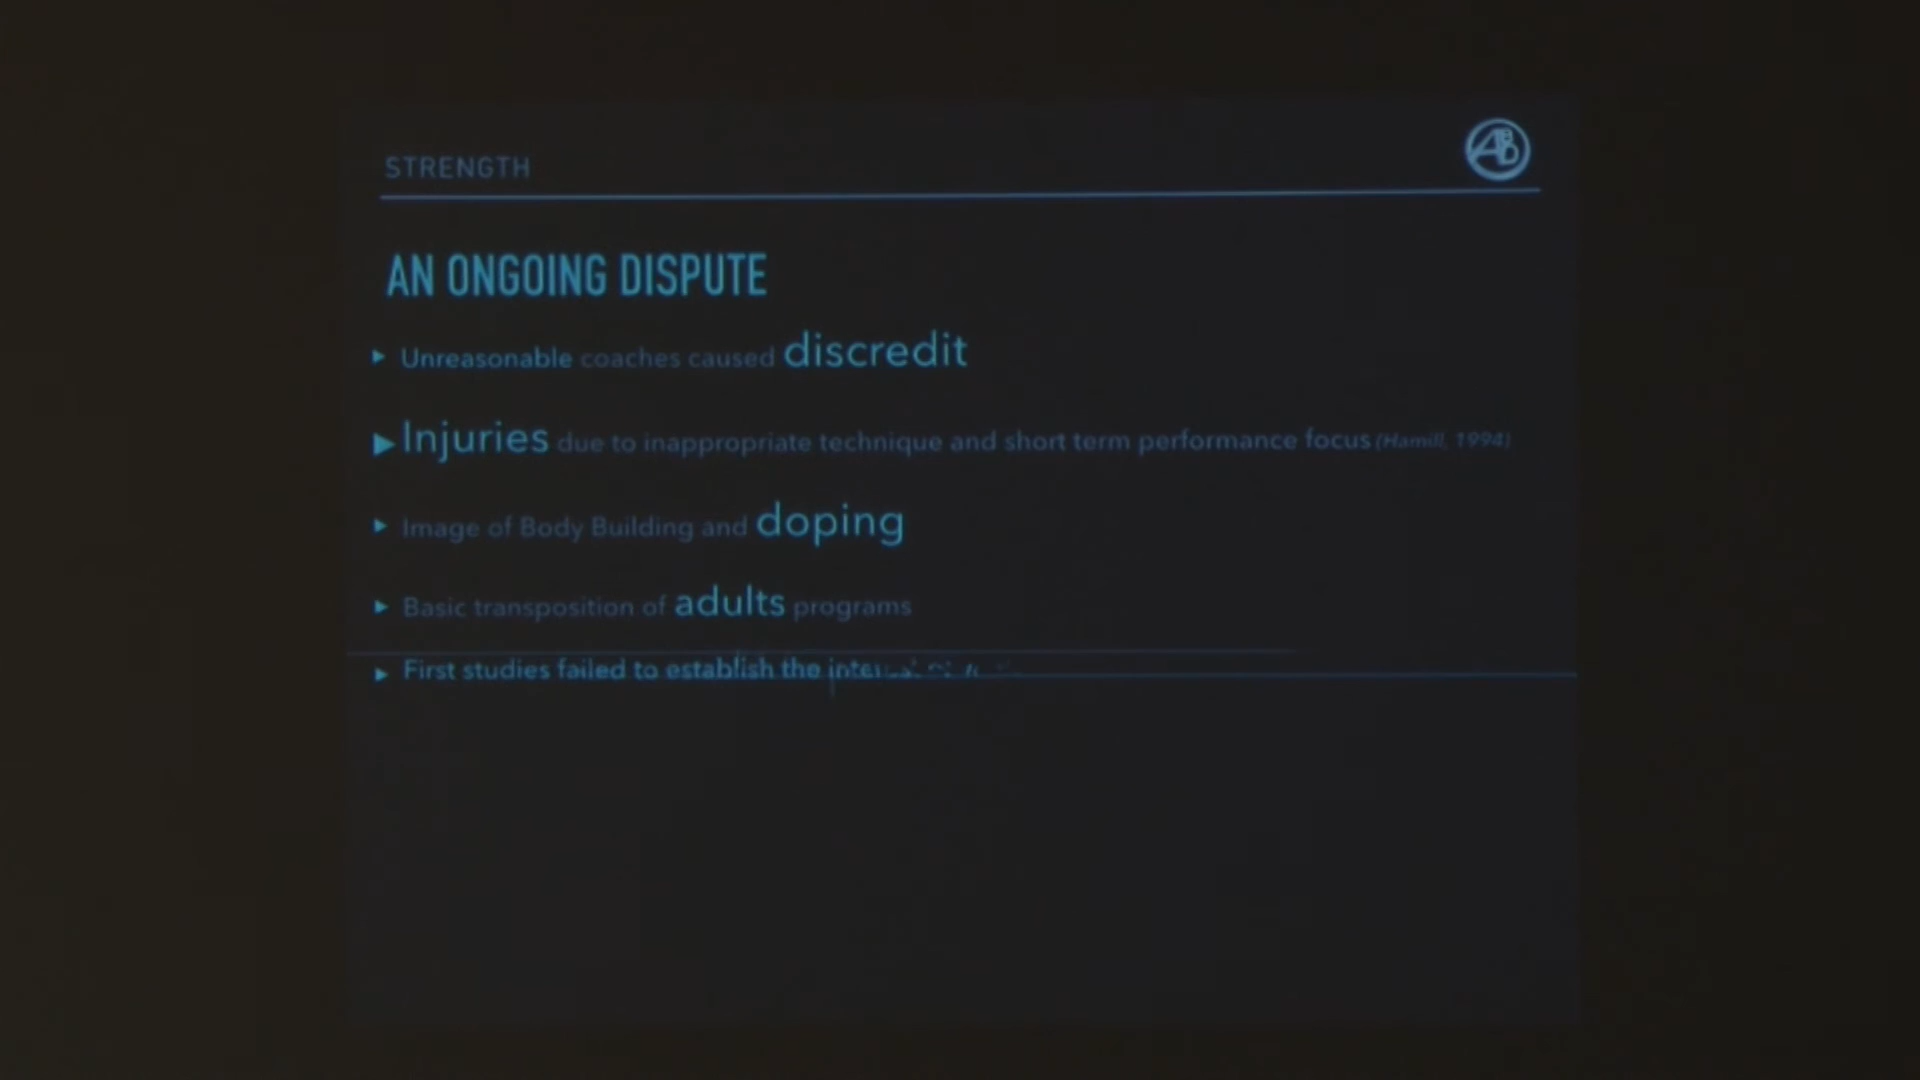 STRENGTH
ABD
AN ONGOING DISPUTE
▸ Unreasonable coaches caused discredit
▸ Injuries due to inappropriate technique and short term performance focus (Hamill, 1994)
▸ Image of Body Building and doping
▸ Basic transposition of adults programs
▸ First studies failed to establish the